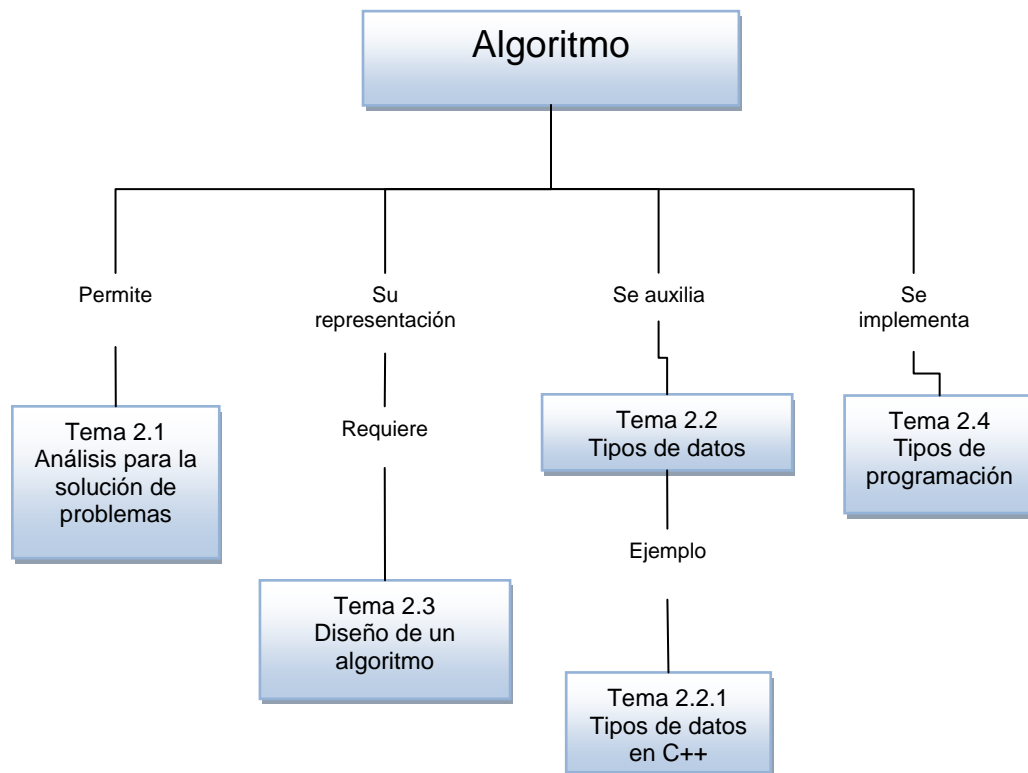 Algoritmo
Permite
Su
representación
Se auxilia
Se
implementa
Tema 2.1
Análisis para la
solución de
problemas
Requiere
Tema 2.2
Tipos de datos
Tema 2.4
Tipos de
programación
Ejemplo
Tema 2.3
Diseño de un
algoritmo
Tema 2.2.1
Tipos de datos
en C++